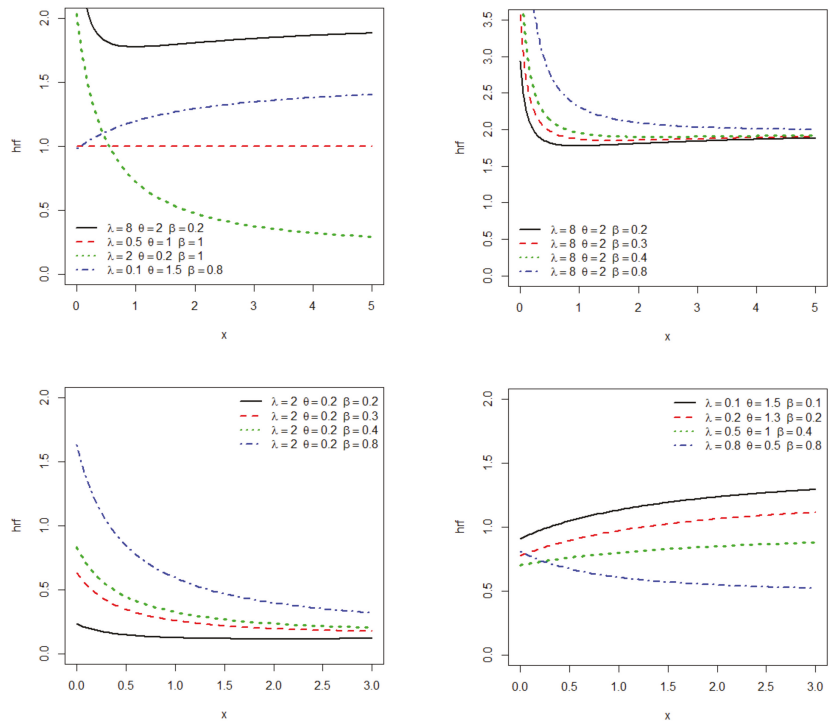 hrf
2.0
1.5
1.0
0.5
0.0
λ = 8 θ = 2 β = 0.2
λ = 0.5 θ = 1 β = 1
λ = 2 θ = 0.2 β = 1
λ = 0.1 θ = 1.5 β = 0.8
0 1 2 3 4 5
x
hrf
3.5
3.0
2.5
2.0
1.5
1.0
0.5
0.0
λ = 8 θ = 2 β = 0.2
λ = 8 θ = 2 β = 0.3
λ = 8 θ = 2 β = 0.4
λ = 8 θ = 2 β = 0.8
0 1 2 3 4 5
x
hrf
2.0
1.5
1.0
0.5
0.0
λ = 2 θ = 0.2 β = 0.2
λ = 2 θ = 0.2 β = 0.3
λ = 2 θ = 0.2 β = 0.4
λ = 2 θ = 0.2 β = 0.8
0.0 0.5 1.0 1.5 2.0 2.5 3.0
x
hrf
2.0
1.5
1.0
0.5
0.0
λ = 0.1 θ = 1.5 β = 0.1
λ = 0.2 θ = 1.3 β = 0.2
λ = 0.5 θ = 1 β = 0.4
λ = 0.8 θ = 0.5 β = 0.8
0.0 0.5 1.0 1.5 2.0 2.5 3.0
x